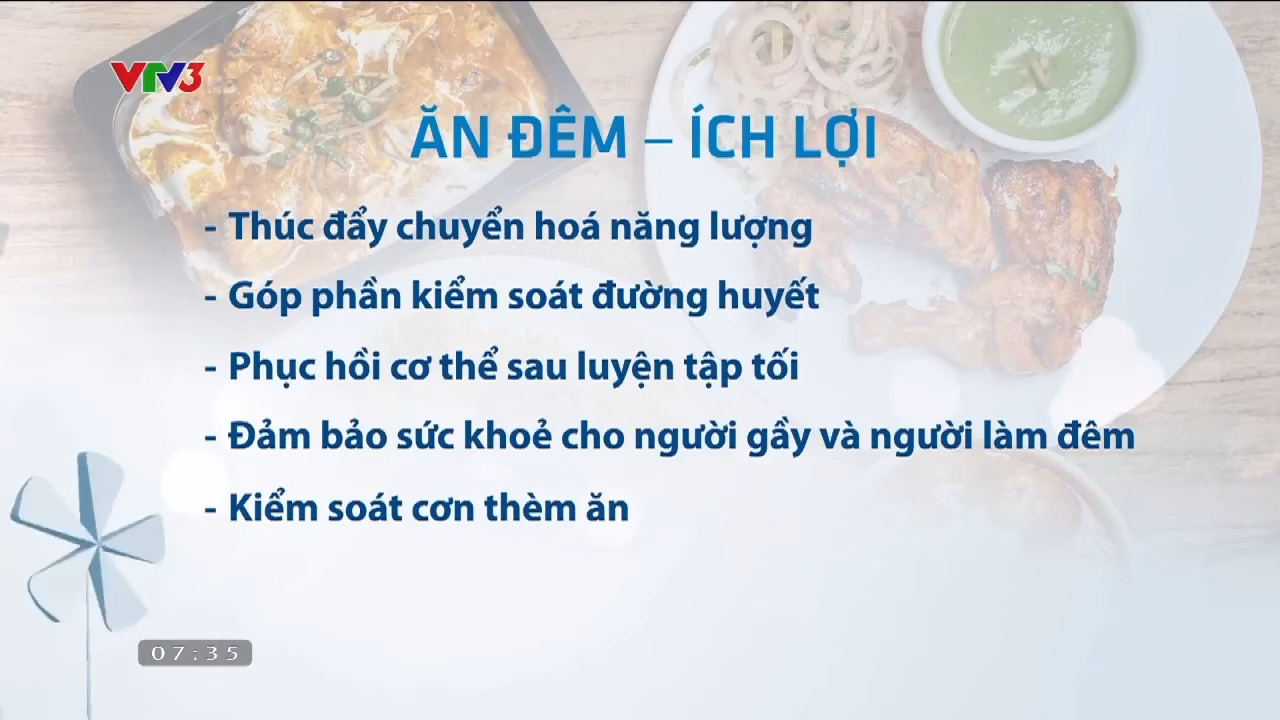 VTV3
ĂN ĐÊM – ÍCH LỢI
- Thúc đẩy chuyển hoá năng lượng
- Góp phần kiểm soát đường huyết
- Phục hồi cơ thể sau luyện tập tối
- Đảm bảo sức khoẻ cho người gầy và người làm đêm
- Kiểm soát cơn thèm ăn
07:35